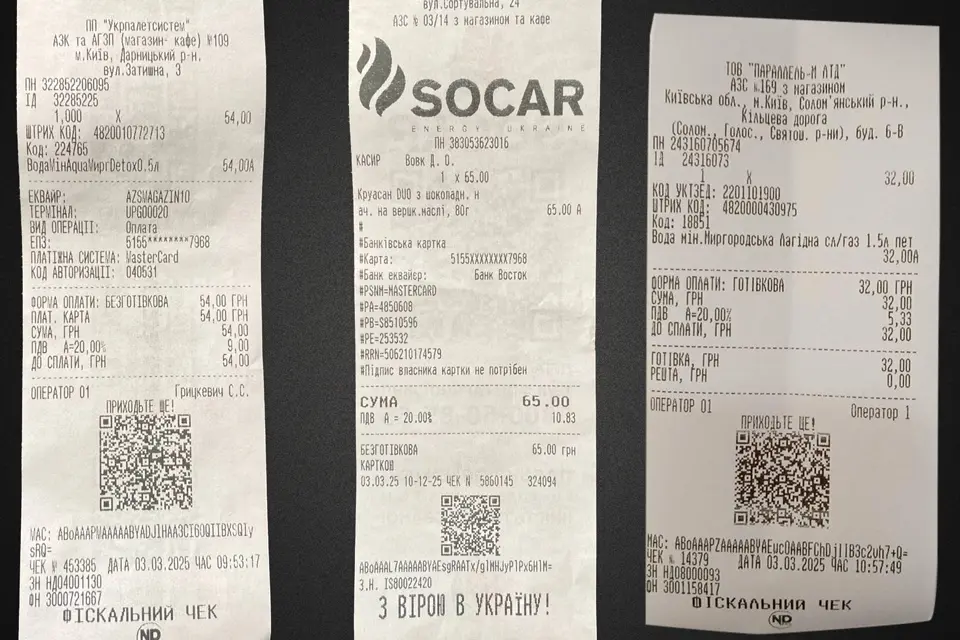 ПП "Укрпалетсистем"
АЗК та АГЗП (магазин- кафе) №109
м.Київ, Дарницький р-н,
вул.Затишна, 3
ПН 322852206095
ІД 32285225
1,000 X 54,00
ШТРИХ КОД: 4820010772713
Код: 224765
ВодаМінAquaМиргDetox0.5л 54,00А
ЕКВАЙР: AZSMAGAZIN10
ТЕРМІНАЛ: UPG00020
ВИД ОПЕРАЦІЇ: Оплата
ЕПЗ: 5155********7968
ПЛАТІЖНА СИСТЕМА: MasterCard
КОД АВТОРИЗАЦІЇ: 040531
ФОРМА ОПЛАТИ: БЕЗГОТІВКОВА 54,00 ГРН
ПЛАТ. КАРТА 54,00 ГРН
СУМА, ГРН 54,00
ПДВ А=20,00% 9,00
ДО СПЛАТИ, ГРН 54,00
ОПЕРАТОР 01 Грицкевич С.С.
ПРИХОДЬТЕ ЩЕ!
sRQ=
ЧЕК № 453385 ДАТА 03.03.2025 ЧАС 09:53:17
ЗН НД04001130
ФН 3000721667
ФІСКАЛЬНИЙ ЧЕК
вул.Сортувальна, 24
АЗС № 03/14 з магазином та кафе
SOCAR
ENERGY UKRAINE
ПН 383053623016
КАСИР Вовк Д. О.
1 x 65.00
Круасан DUO з шоколадн. н
ач. на верш.маслі, 80г 65.00 А
#
#Банківська картка
#Карта: 5155XXXXXXXX7968
#Банк еквайєр: Банк Восток
#PSNM=MASTERCARD
#PA=4050608
#PB=S8510596
#PE=253532
#RRN=506210174579
#Підпис власника картки не потрібен
СУМА 65.00
ПДВ А = 20.00% 10.83
БЕЗГОТІВКОВА 65.00 грн
КАРТКОЮ
03.03.25 10-12-25 ЧЕК N 5860145 324094
З.Н. IS80022420
З ВІРОЮ В УКРАЇНУ!
ТОВ "ПАРАЛЛЕЛЬ-М ЛТД"
АЗС №169 з магазином
Київська обл., м.Київ, Солом'янський р-н.,
Кільцева дорога
(Солом., Голос., Святош. р-ни), буд. 6-В
ПН 243160705674
ІД 24316073
1 X 32,00
КОД УКТЗЕД: 2201101900
ШТРИХ КОД: 4820000430975
Код: 18851
Вода мін.Миргородська Лагідна сл/газ 1.5л пет
32,00А
ФОРМА ОПЛАТИ: ГОТІВКОВА 32,00 ГРН
СУМА, ГРН 32,00
ПДВ А=20,00% 5,33
ДО СПЛАТИ, ГРН 32,00
ГОТІВКА, ГРН 32,00
РЕШТА, ГРН 0,00
ОПЕРАТОР 01 Оператор 1
ПРИХОДЬТЕ ЩЕ!
ЧЕК № 14379 ДАТА 03.03.2025 ЧАС 10:57:49
ЗН НД08000093
ФН 3001158417
ФІСКАЛЬНИЙ ЧЕК